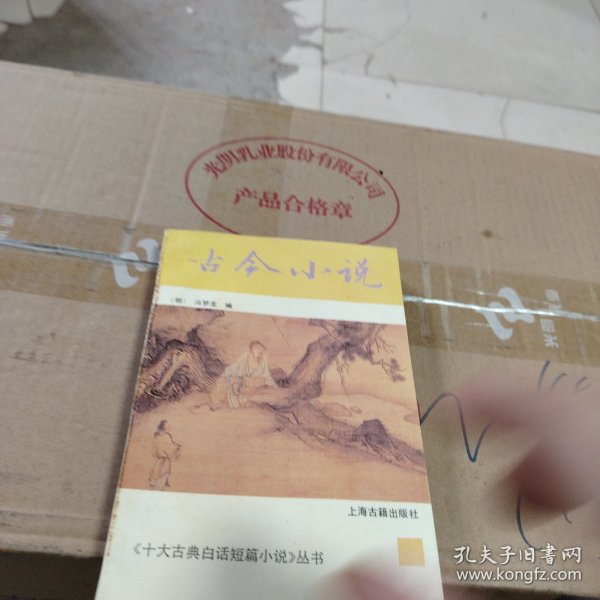 光明乳业股份有限公司
产品合格章
古今小说
〔明〕 冯梦龙 编
上海古籍出版社
《十大古典白话短篇小说》丛书
孔夫子旧书网
www.kongfz.com